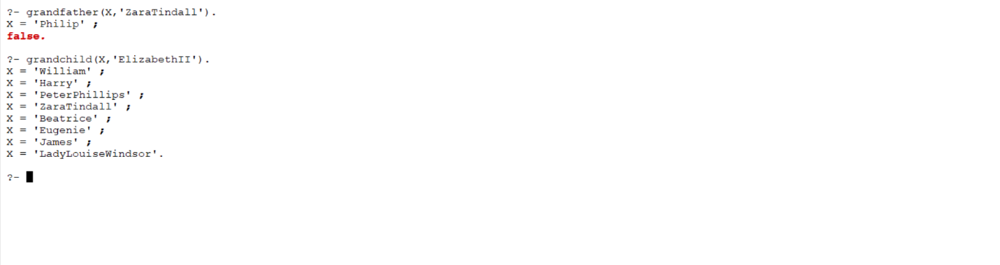 ?- grandfather(X,'ZaraTindall').
X = 'Philip' ;
false.
?- grandchild(X,'ElizabethII').
X = 'William' ;
X = 'Harry' ;
X = 'PeterPhillips' ;
X = 'ZaraTindall' ;
X = 'Beatrice' ;
X = 'Eugenie' ;
X = 'James' ;
X = 'LadyLouiseWindsor'.
?-